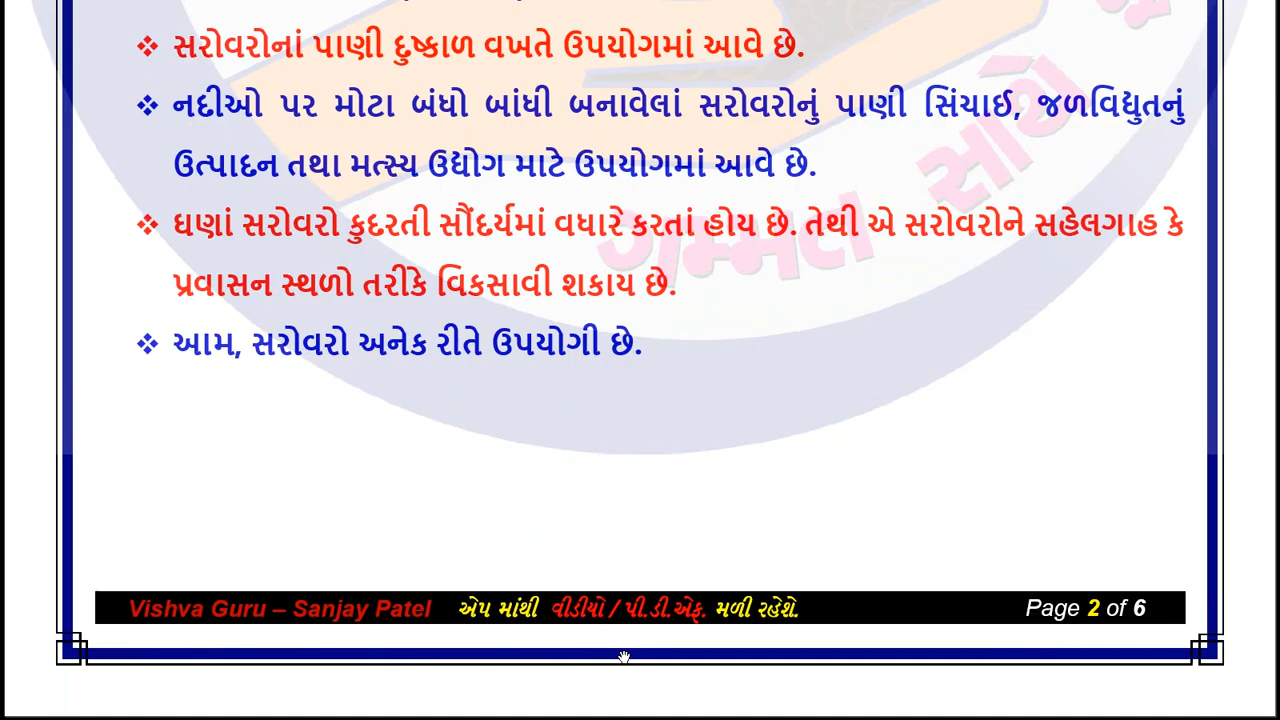 ❖ સરોવરોનાં પાણી દુષ્કાળ વખતે ઉપયોગમાં આવે છે.
❖ નદીઓ પર મોટા બંધો બાંધી બનાવેલાં સરોવરોનું પાણી સિંચાઈ, જળવિદ્યુતનું
ઉત્પાદન તથા મત્સ્ય ઉદ્યોગ માટે ઉપયોગમાં આવે છે.
❖ ઘણાં સરોવરો કુદરતી સૌંદર્યમાં વધારે કરતાં હોય છે. તેથી એ સરોવરોને સહેલગાહ કે
પ્રવાસન સ્થળો તરીકે વિકસાવી શકાય છે.
❖ આમ, સરોવરો અનેક રીતે ઉપયોગી છે.
ગમ્મત સાથે
Vishva Guru – Sanjay Patel એપ માંથી વીડીયો / પી.ડી.એફ. મળી રહેશે. Page 2 of 6